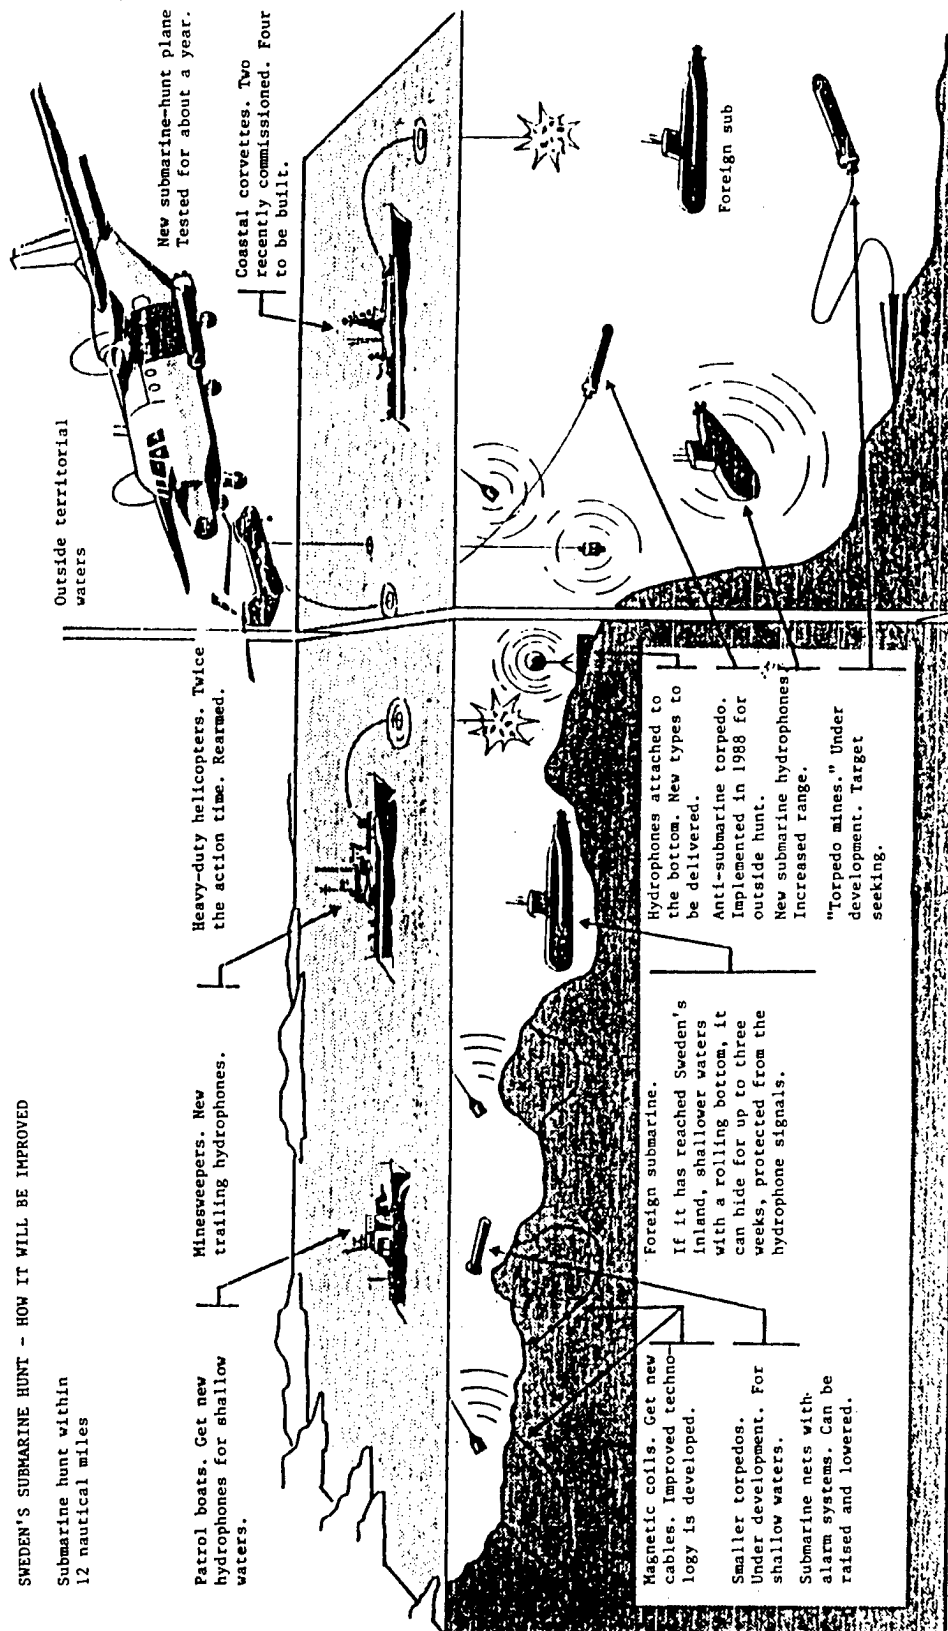 SWEDEN'S SUBMARINE HUNT - HOW IT WILL BE IMPROVED
Submarine hunt within
12 nautical miles
Outside territorial
waters
Patrol boats. Get new
hydrophones for shallow
waters.
Minesweepers. New
trailing hydrophones.
Heavy-duty helicopters. Twice
the action time. Rearmed.
New submarine-hunt plane
Tested for about a year.
Coastal corvettes. Two
recently commissioned. Four
to be built.
Foreign sub
Magnetic coils. Get new
cables. Improved techno-
logy is developed.
Smaller torpedos.
Under development. For
shallow waters.
Submarine nets with
alarm systems. Can be
raised and lowered.
Foreign submarine.
If it has reached Sweden's
inland, shallower waters
with a rolling bottom, it
can hide for up to three
weeks, protected from the
hydrophone signals.
Hydrophones attached to
the bottom. New types to
be delivered.
Anti-submarine torpedo.
Implemented in 1988 for
outside hunt.
New submarine hydrophones
Increased range.
"Torpedo mines." Under
development. Target
seeking.